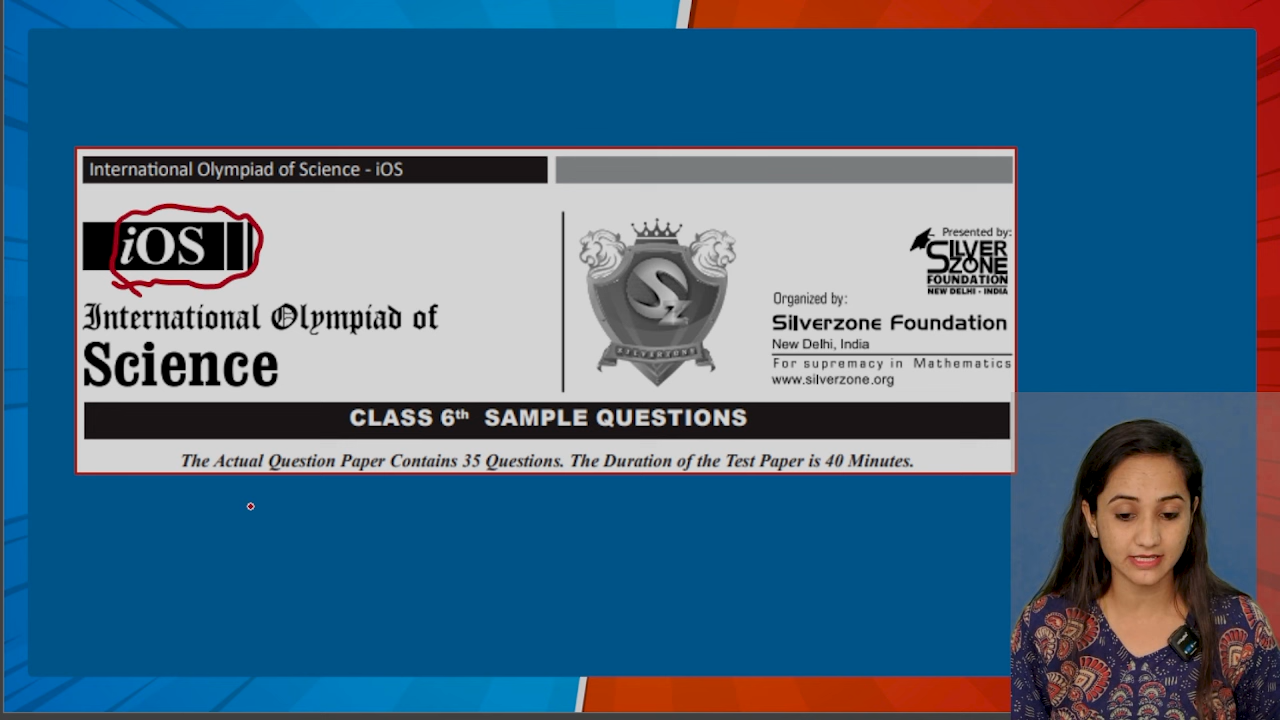 International Olympiad of Science - iOS
iOS
International Olympiad of
Science
SILVERZONE
Presented by:
SILVER
ZONE
FOUNDATION
NEW DELHI - INDIA
Organized by:
Silverzone Foundation
New Delhi, India
For supremacy in Mathematics
www.silverzone.org
CLASS 6th SAMPLE QUESTIONS
The Actual Question Paper Contains 35 Questions. The Duration of the Test Paper is 40 Minutes.